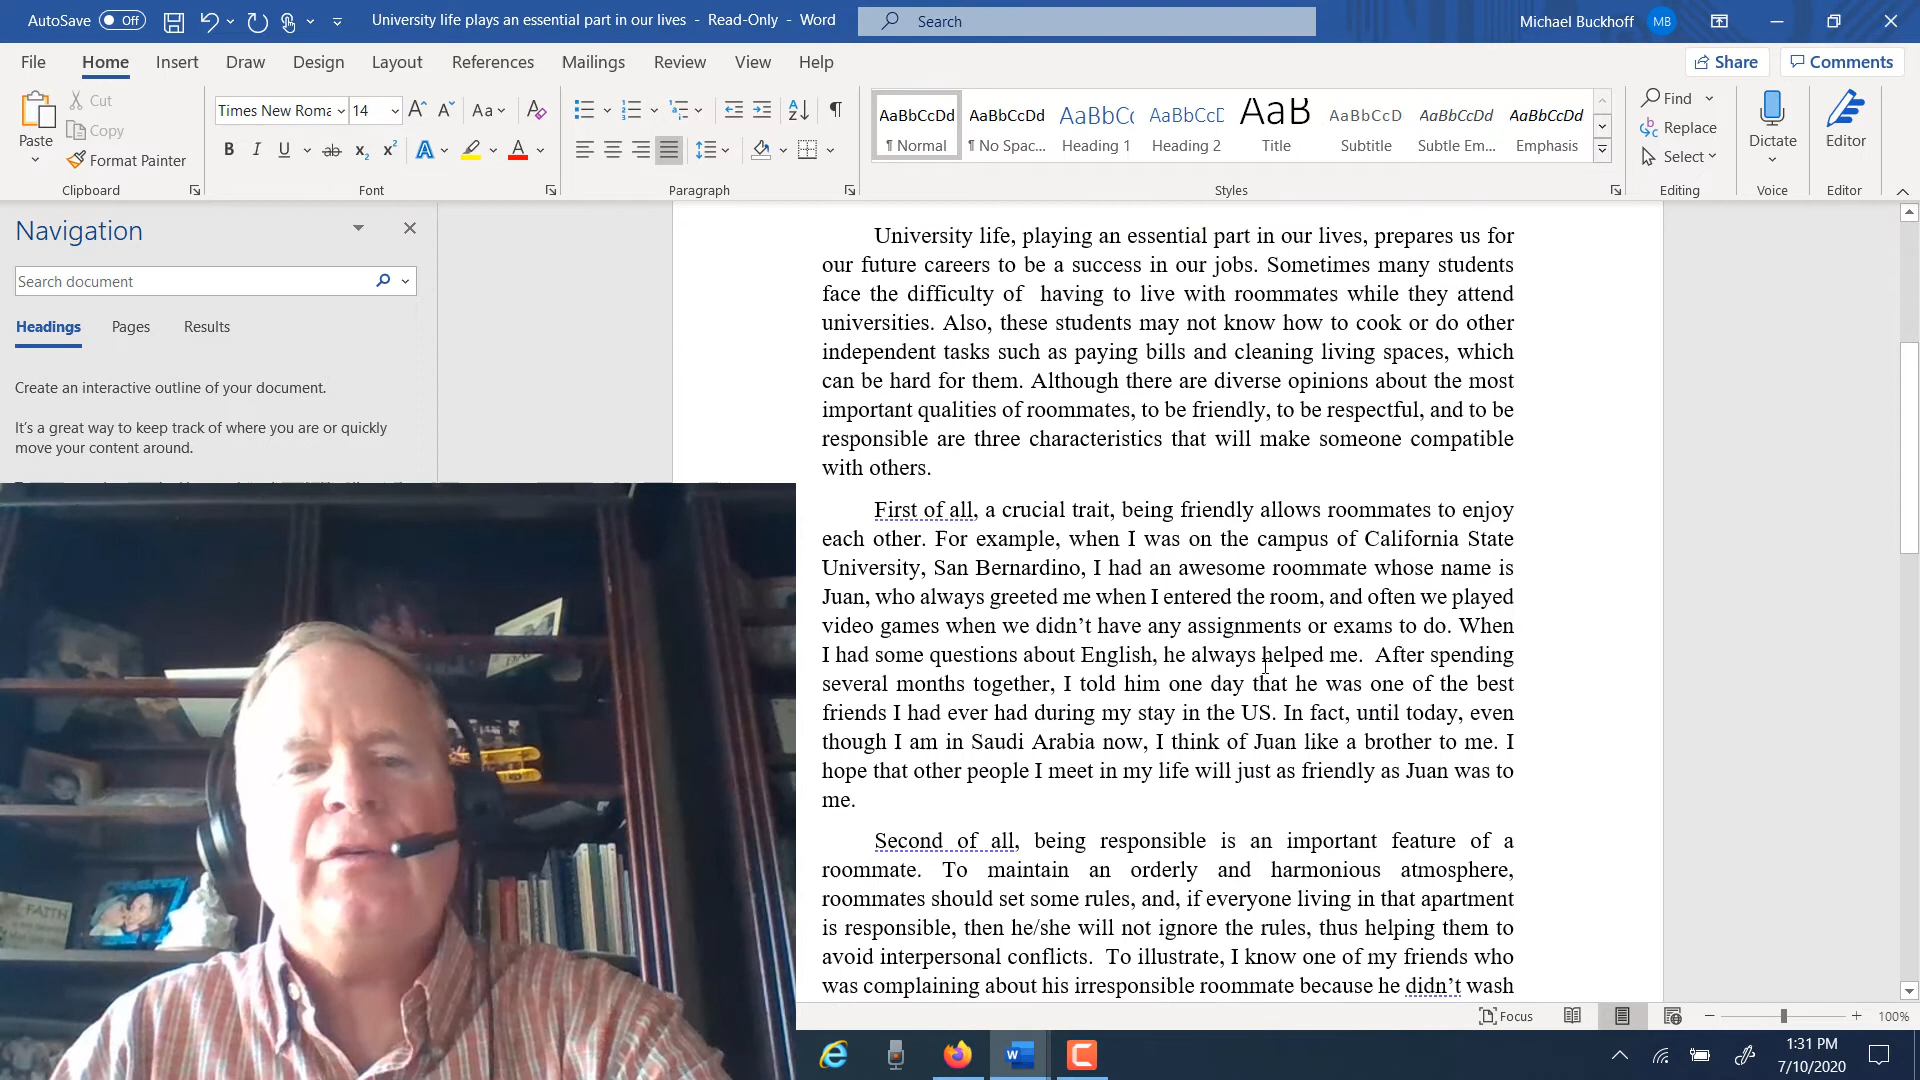 AutoSave Off University life plays an essential part in our lives - Read-Only - Word Search Michael Buckhoff MB
File Home Insert Draw Design Layout References Mailings Review View Help Share Comments
Paste Cut Copy Format Painter Clipboard
Times New Roma 14 Aa Font
B I U ab x2 x2 A A
Paragraph
AaBbCcDd AaBbCcDd AaBbCc AaBbCcD AaB AaBbCcD AaBbCcDd AaBbCcDd
¶ Normal ¶ No Spac... Heading 1 Heading 2 Title Subtitle Subtle Em... Emphasis
Styles
Find Replace Select Editing
Dictate Voice
Editor Editor
Navigation
Search document
Headings Pages Results
Create an interactive outline of your document.
It's a great way to keep track of where you are or quickly
move your content around.
University life, playing an essential part in our lives, prepares us for
our future careers to be a success in our jobs. Sometimes many students
face the difficulty of having to live with roommates while they attend
universities. Also, these students may not know how to cook or do other
independent tasks such as paying bills and cleaning living spaces, which
can be hard for them. Although there are diverse opinions about the most
important qualities of roommates, to be friendly, to be respectful, and to be
responsible are three characteristics that will make someone compatible
with others.
First of all, a crucial trait, being friendly allows roommates to enjoy
each other. For example, when I was on the campus of California State
University, San Bernardino, I had an awesome roommate whose name is
Juan, who always greeted me when I entered the room, and often we played
video games when we didn't have any assignments or exams to do. When
I had some questions about English, he always helped me. After spending
several months together, I told him one day that he was one of the best
friends I had ever had during my stay in the US. In fact, until today, even
though I am in Saudi Arabia now, I think of Juan like a brother to me. I
hope that other people I meet in my life will just as friendly as Juan was to
me.
Second of all, being responsible is an important feature of a
roommate. To maintain an orderly and harmonious atmosphere,
roommates should set some rules, and, if everyone living in that apartment
is responsible, then he/she will not ignore the rules, thus helping them to
avoid interpersonal conflicts. To illustrate, I know one of my friends who
was complaining about his irresponsible roommate because he didn't wash
FAITH
Focus 100%
1:31 PM
7/10/2020